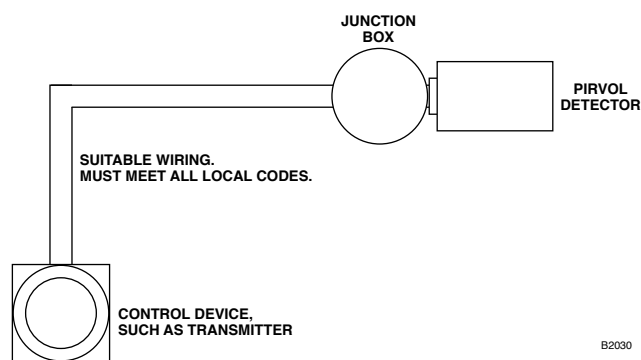 JUNCTION
BOX
PIRVOL
DETECTOR
SUITABLE WIRING.
MUST MEET ALL LOCAL CODES.
CONTROL DEVICE,
SUCH AS TRANSMITTER
B2030